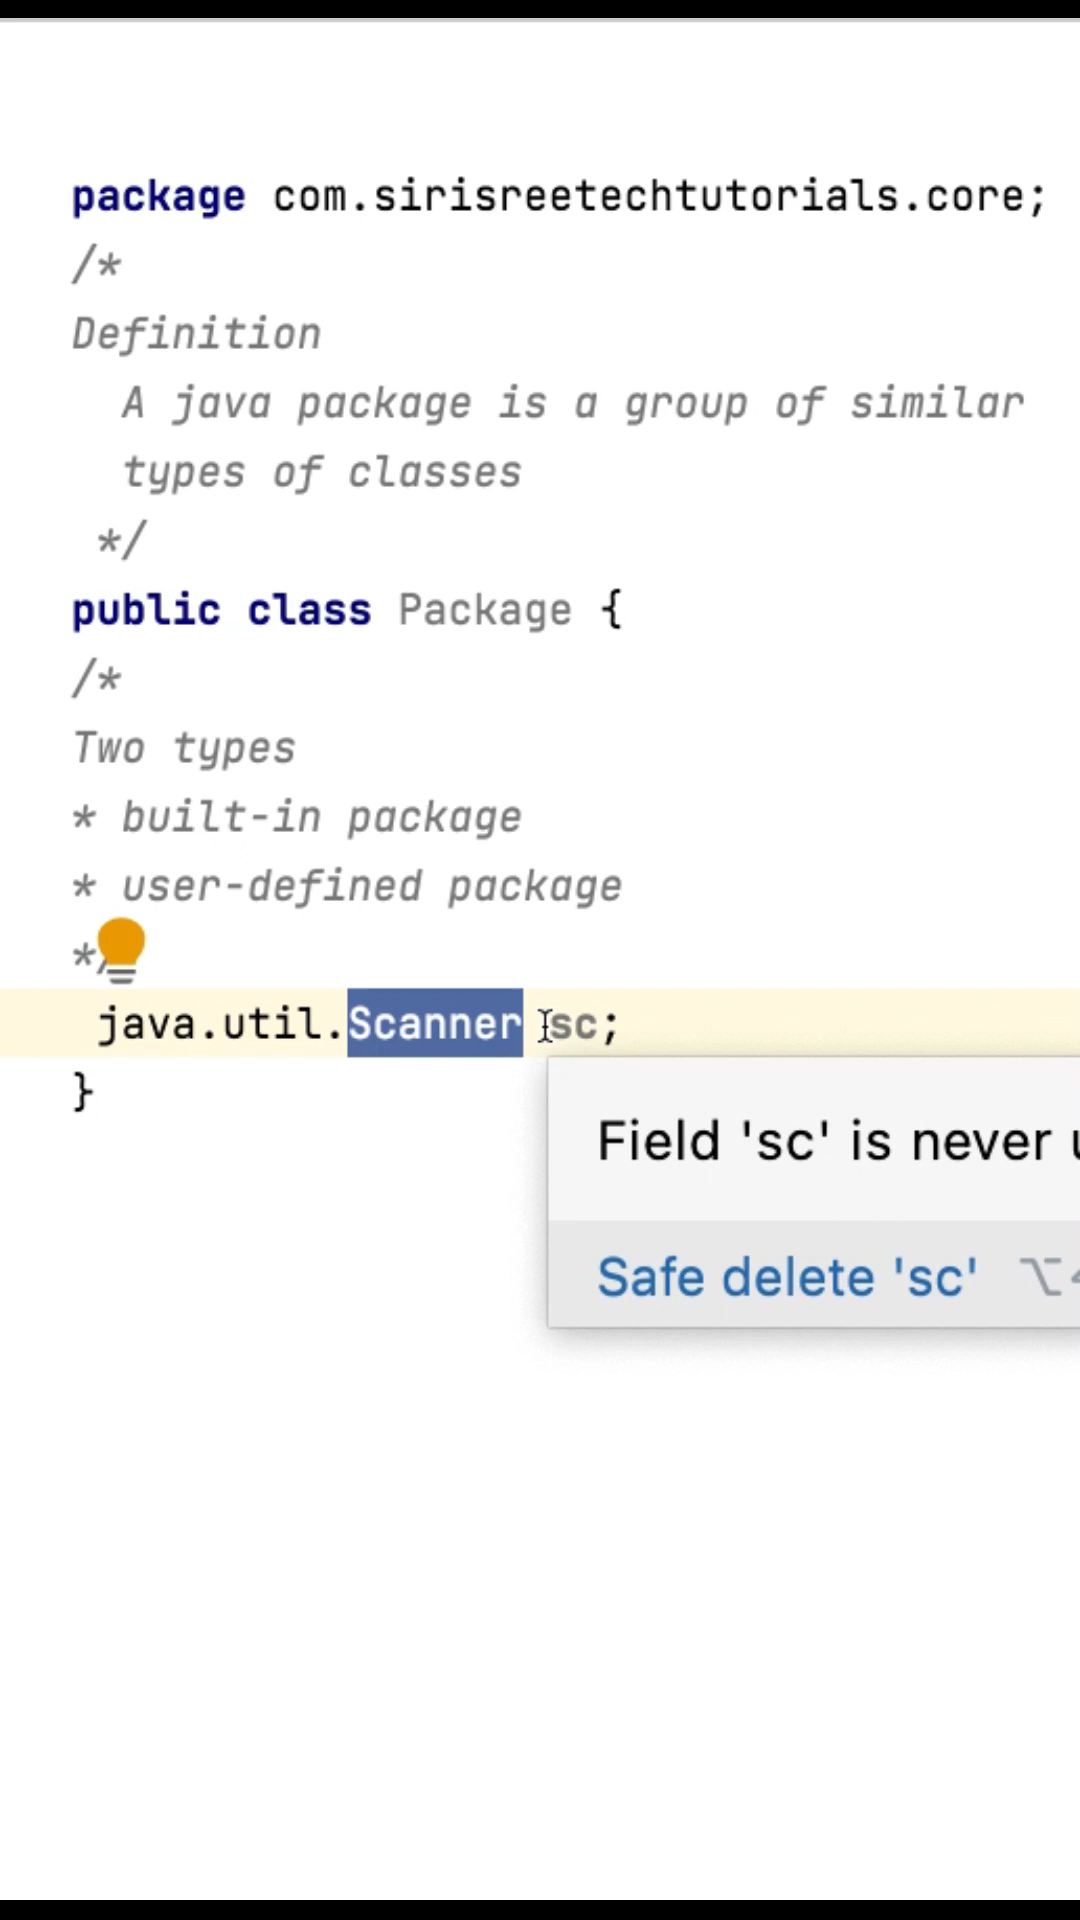 package com.sirisreetechtutorials.core;
/*
Definition
A java package is a group of similar
types of classes
*/
public class Package {
/*
Two types
* built-in package
* user-defined package
*/
java.util.Scanner sc;
}
Field 'sc' is never
Safe delete 'sc' ⌥